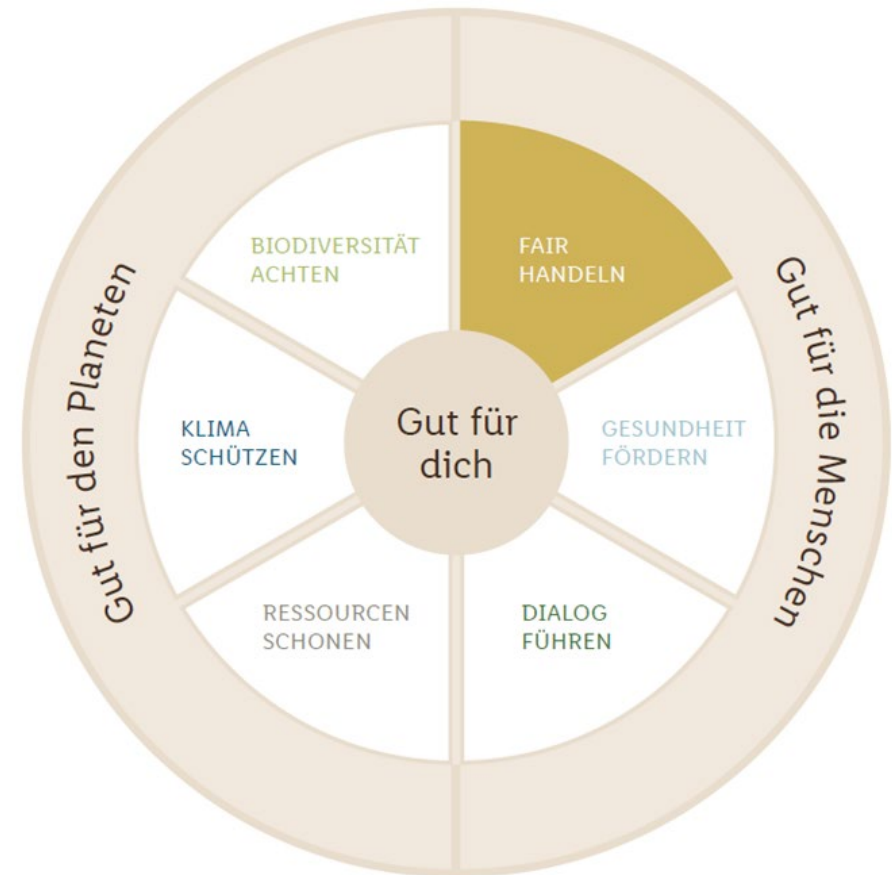 BIODIVERSITÄT
ACHTEN
FAIR
HANDELN
Gut für den Planeten
KLIMA
SCHÜTZEN
Gut für
dich
GESUNDHEIT
FÖRDERN
Gut für die Menschen
RESSOURCEN
SCHONEN
DIALOG
FÜHREN